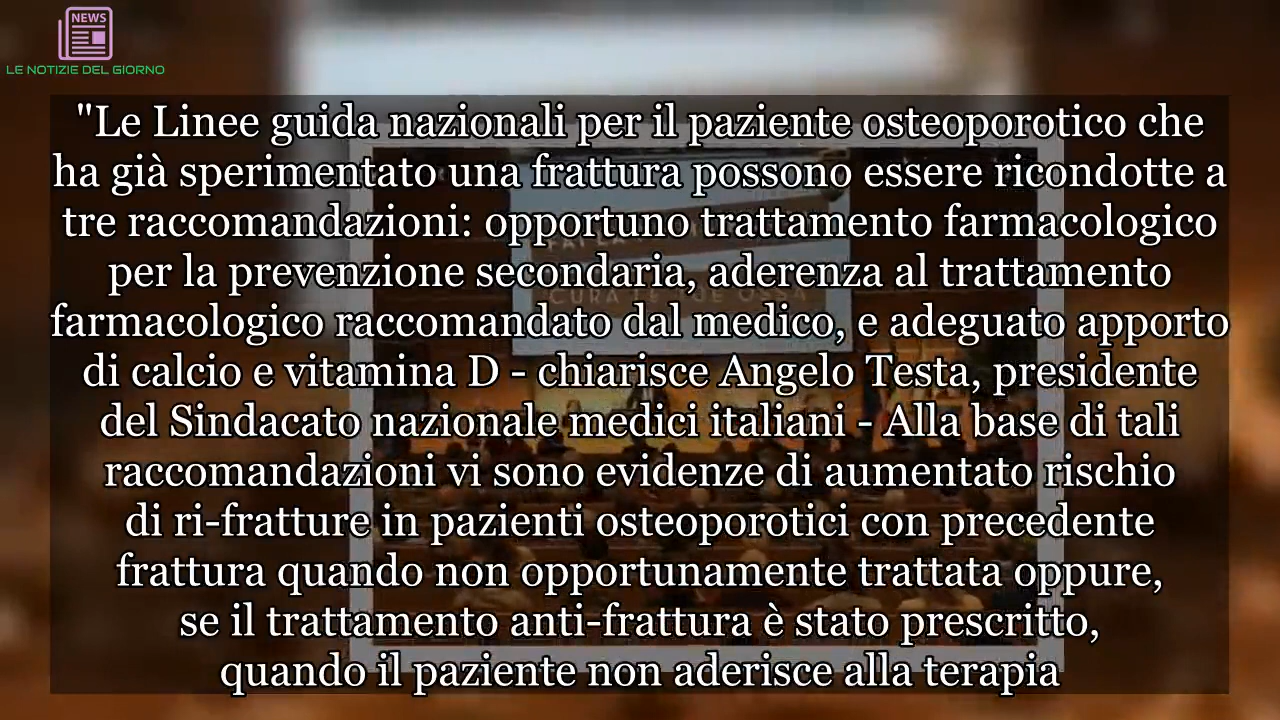 NEWS
LE NOTIZIE DEL GIORNO
"Le Linee guida nazionali per il paziente osteoporotico che
ha già sperimentato una frattura possono essere ricondotte a
tre raccomandazioni: opportuno trattamento farmacologico
per la prevenzione secondaria, aderenza al trattamento
farmacologico raccomandato dal medico, e adeguato apporto
di calcio e vitamina D - chiarisce Angelo Testa, presidente
del Sindacato nazionale medici italiani - Alla base di tali
raccomandazioni vi sono evidenze di aumentato rischio
di ri-fratture in pazienti osteoporotici con precedente
frattura quando non opportunamente trattata oppure,
se il trattamento anti-frattura è stato prescritto,
quando il paziente non aderisce alla terapia